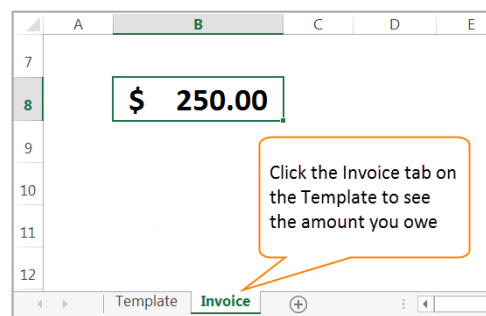 A B C D E
7
8 $ 250.00
9
Click the Invoice tab on
10 the Template to see
11 the amount you owe
12
Template Invoice